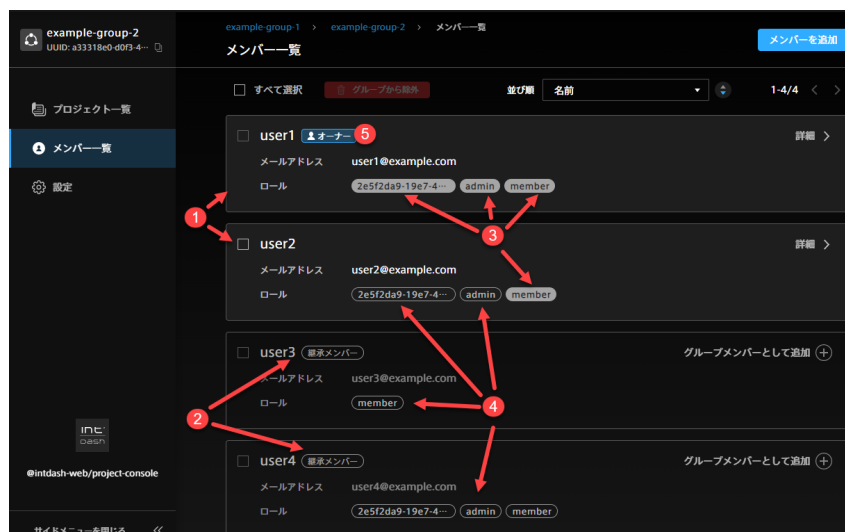 example-group-2
UUID: a33318e0-d0f3-4…
プロジェクト一覧
メンバー一覧
設定
int
dash
@intdash-web/project-console
サイドメニューを閉じる
example-group-1 > example-group-2 > メンバー一覧
メンバー一覧
メンバーを追加
すべて選択 グループから除外 並び順 名前 1-4/4
user1 オーナー 5 詳細
メールアドレス user1@example.com
ロール 2e5f2da9-19e7-4… admin member
1
3
user2 詳細
メールアドレス user2@example.com
ロール 2e5f2da9-19e7-4… admin member
user3 継承メンバー グループメンバーとして追加
メールアドレス user3@example.com
ロール member
2
4
user4 継承メンバー グループメンバーとして追加
メールアドレス user4@example.com
ロール 2e5f2da9-19e7-4… admin member